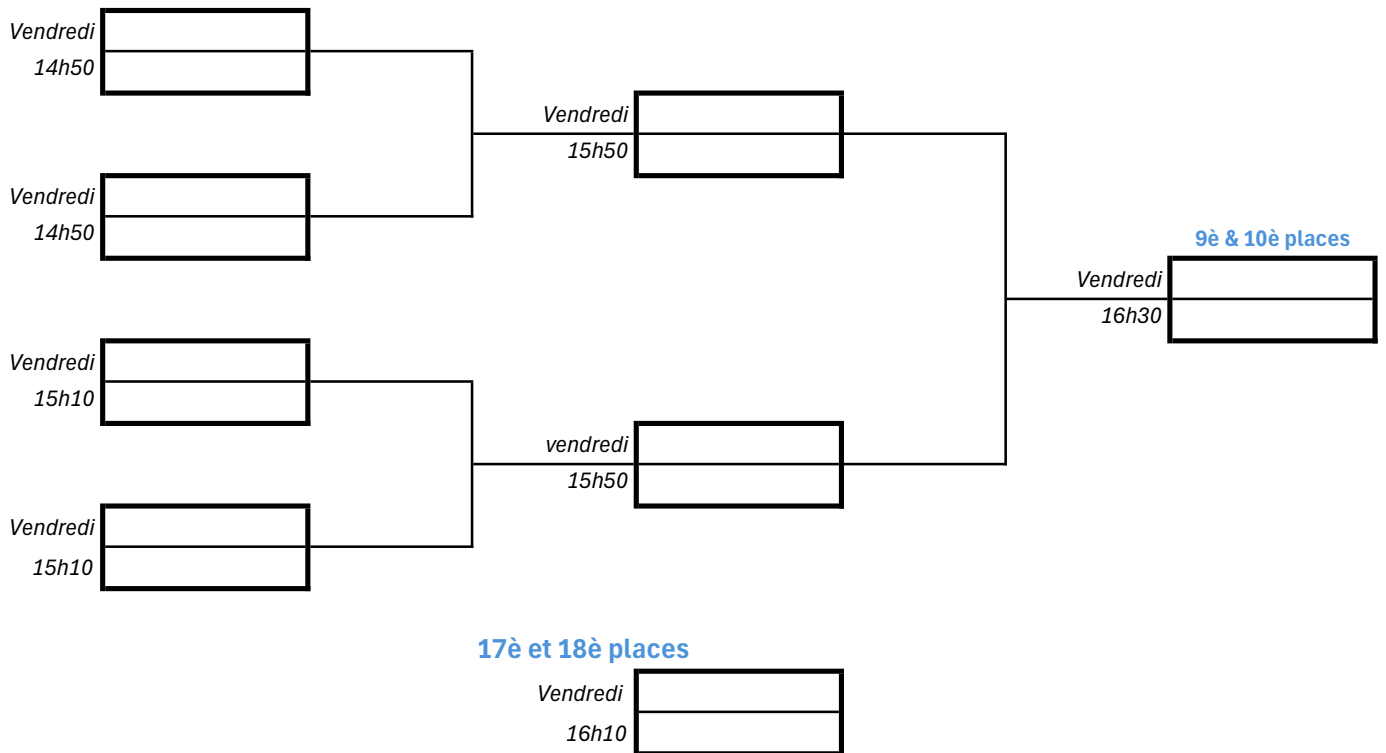 Vendredi
14h50
Vendredi
15h50
Vendredi
14h50
9è & 10è places
Vendredi
16h30
Vendredi
15h10
vendredi
15h50
Vendredi
15h10
17è et 18è places
Vendredi
16h10